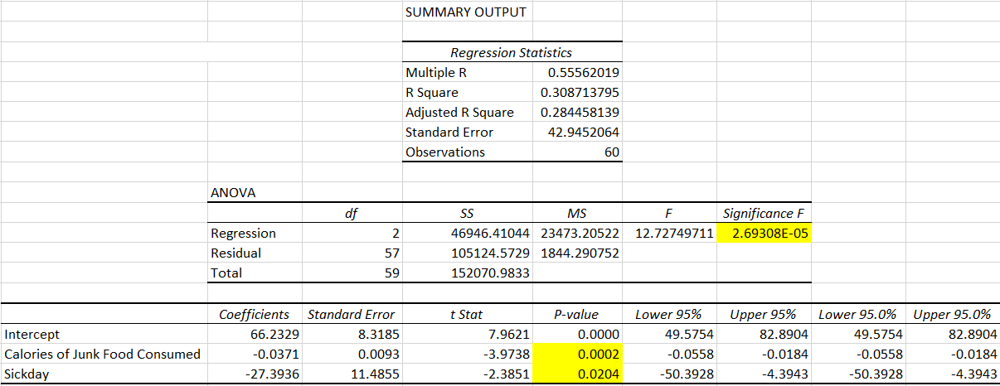 SUMMARY OUTPUT
Regression Statistics
Multiple R 0.55562019
R Square 0.308713795
Adjusted R Square 0.284458139
Standard Error 42.9452064
Observations 60
ANOVA
df SS MS F Significance F
Regression 2 46946.41044 23473.20522 12.72749711 2.69308E-05
Residual 57 105124.5729 1844.290752
Total 59 152070.9833
Coefficients Standard Error t Stat P-value Lower 95% Upper 95% Lower 95.0% Upper 95.0%
Intercept 66.2329 8.3185 7.9621 0.0000 49.5754 82.8904 49.5754 82.8904
Calories of Junk Food Consumed -0.0371 0.0093 -3.9738 0.0002 -0.0558 -0.0184 -0.0558 -0.0184
Sickday -27.3936 11.4855 -2.3851 0.0204 -50.3928 -4.3943 -50.3928 -4.3943